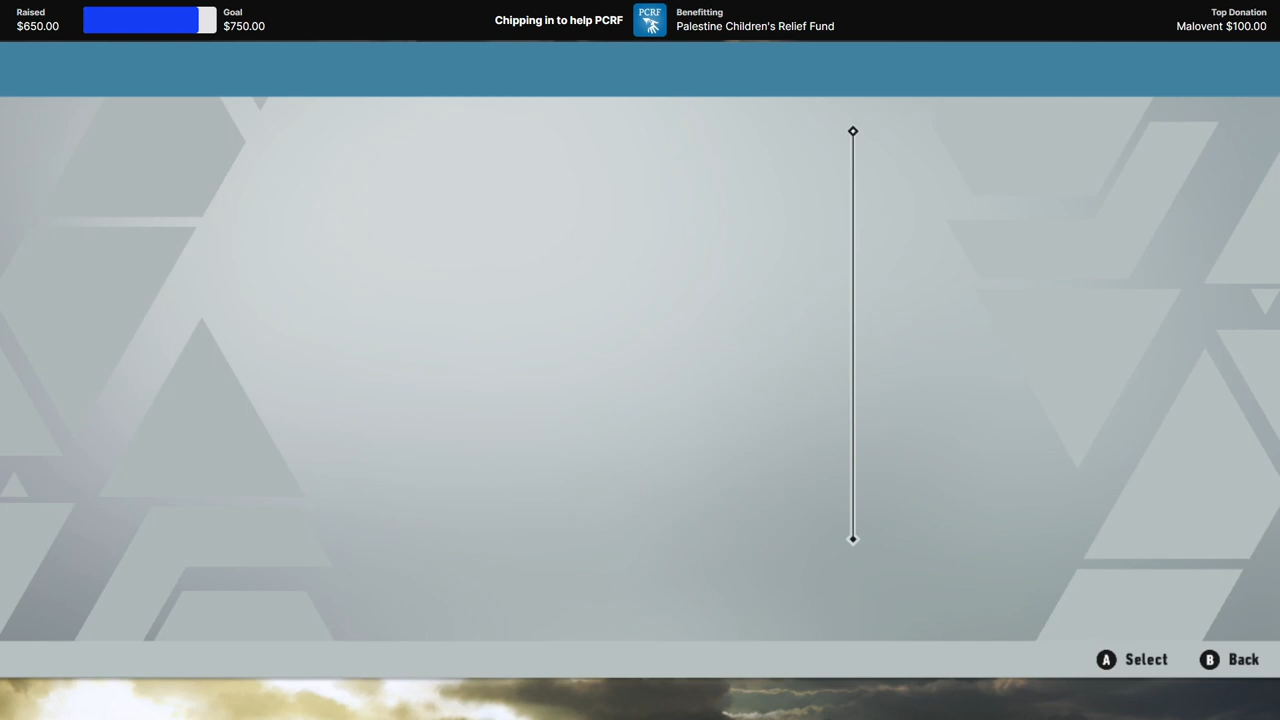 Raised
$650.00
Goal
$750.00
Chipping in to help PCRF
PCRF
Benefitting
Palestine Children's Relief Fund
Top Donation
Malovent $100.00
A Select
B Back